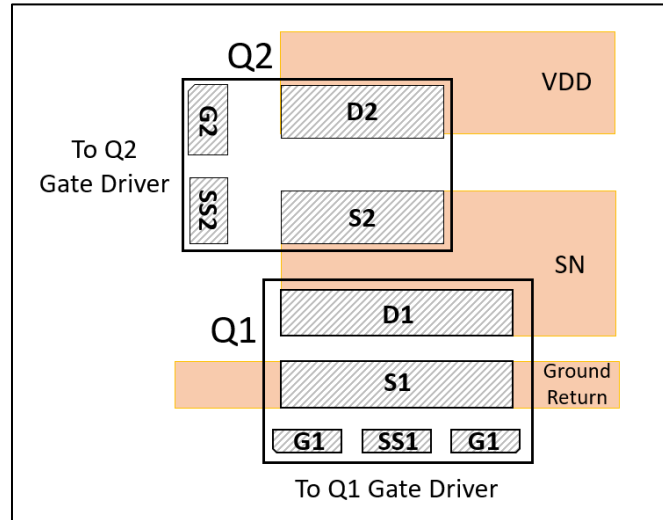 Q2
VDD
G2
D2
To Q2
Gate Driver
SS2
S2
SN
Q1
D1
S1
Ground
Return
G1
SS1
G1
To Q1 Gate Driver